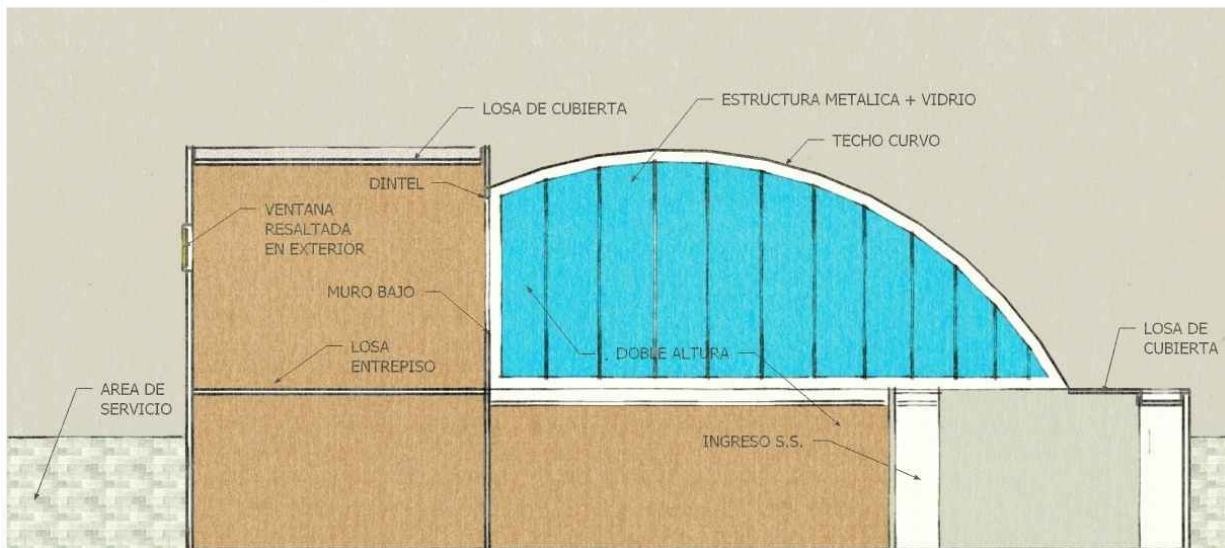 ESTRUCTURA METALICA + VIDRIO
LOSA DE CUBIERTA
TECHO CURVO
DINTEL
VENTANA
RESALTADA
EN EXTERIOR
MURO BAJO
LOSA
ENTREPISO
. DOBLE ALTURA
LOSA DE
CUBIERTA
AREA DE
SERVICIO
INGRESO S.S.